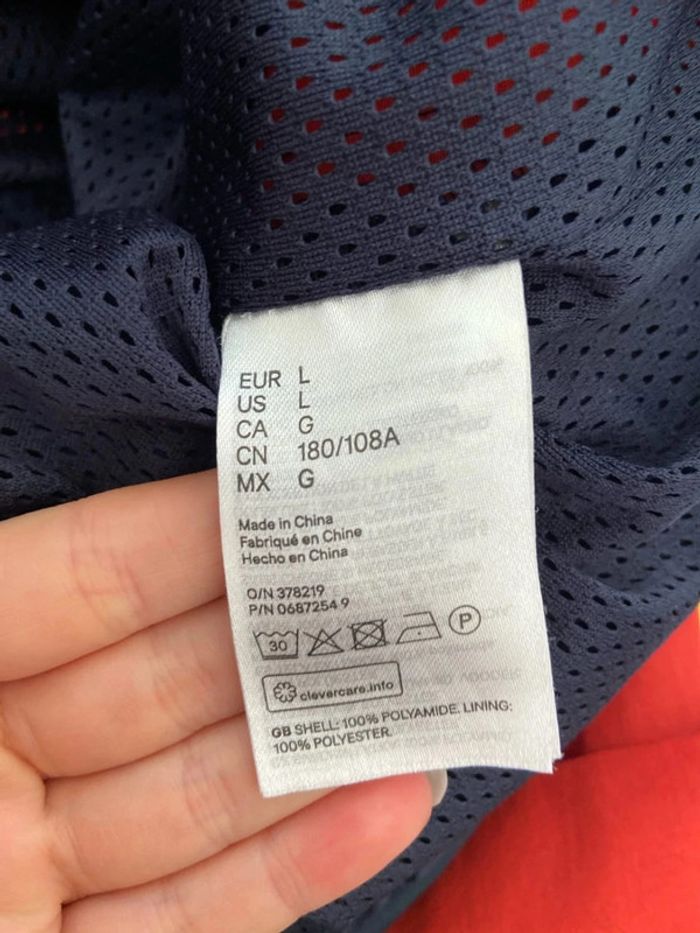 EUR L
US L
CA G
CN 180/108A
MX G
Made in China
Fabriqué en Chine
Hecho en China
O/N 378219
P/N 0687254 9
30 P
clevercare.info
GB SHELL: 100% POLYAMIDE. LINING:
100% POLYESTER.